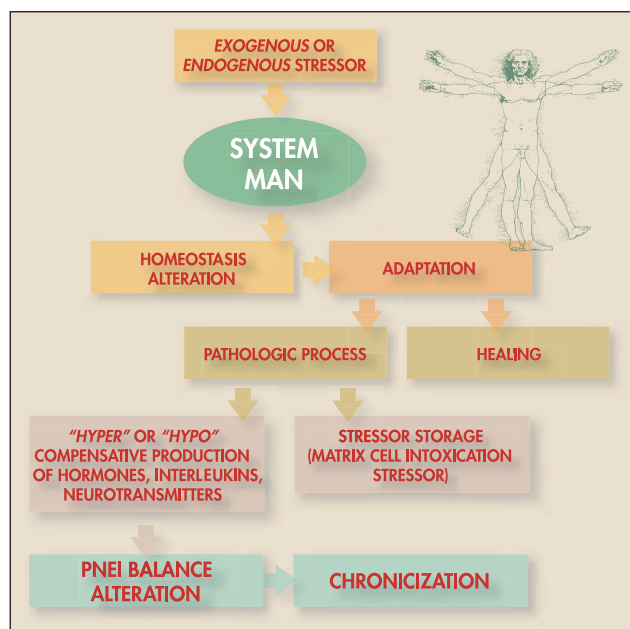 EXOGENOUS OR
ENDOGENOUS STRESSOR
SYSTEM
MAN
HOMEOSTASIS
ALTERATION
ADAPTATION
PATHOLOGIC PROCESS
HEALING
"HYPER" OR "HYPO"
COMPENSATIVE PRODUCTION
OF HORMONES, INTERLEUKINS,
NEUROTRANSMITTERS
STRESSOR STORAGE
(MATRIX CELL INTOXICATION
STRESSOR)
PNEI BALANCE
ALTERATION
CHRONICIZATION